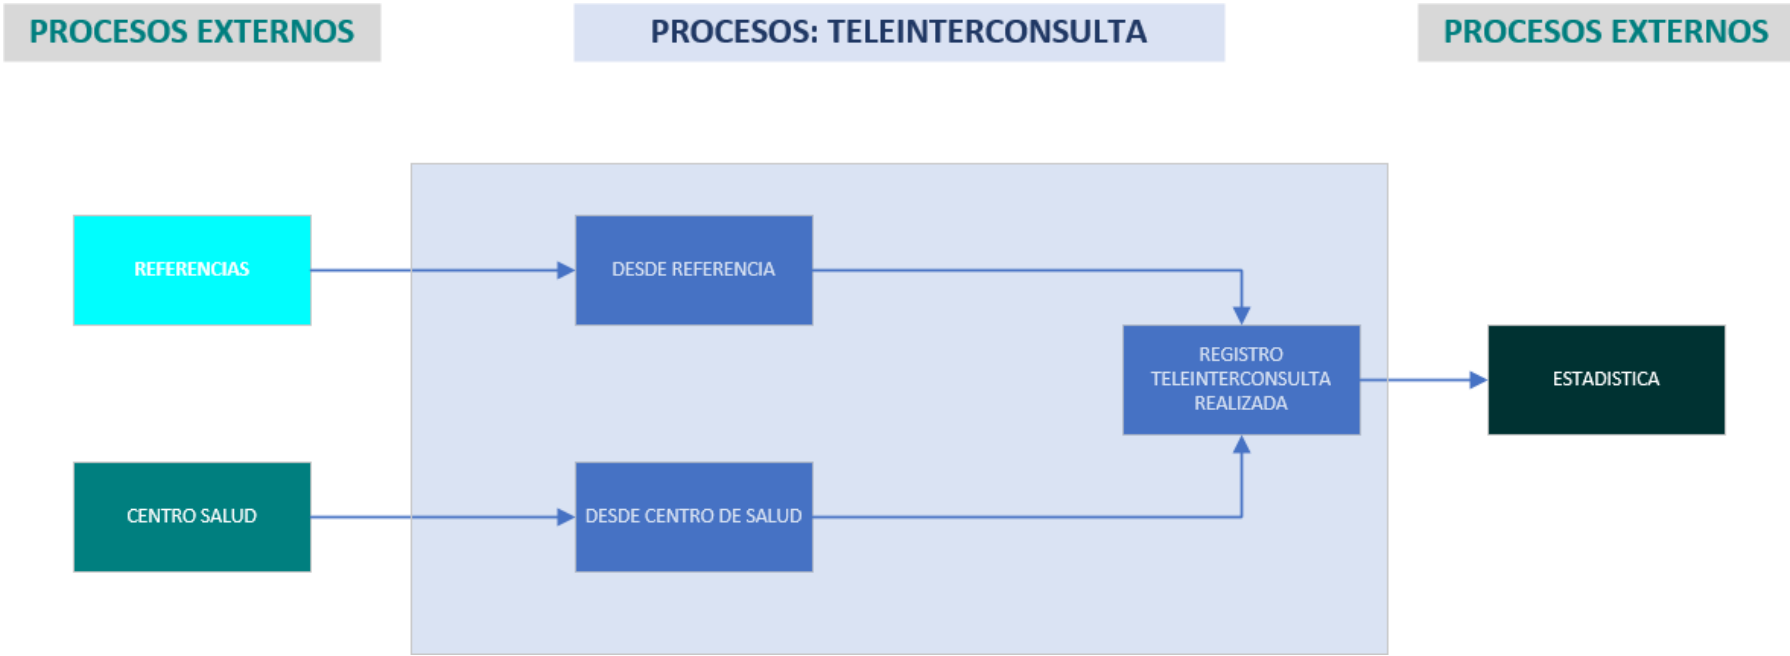 PROCESOS EXTERNOS
PROCESOS: TELEINTERCONSULTA
PROCESOS EXTERNOS
REFERENCIAS
DESDE REFERENCIA
REGISTRO
TELEINTERCONSULTA
REALIZADA
ESTADISTICA
CENTRO SALUD
DESDE CENTRO DE SALUD